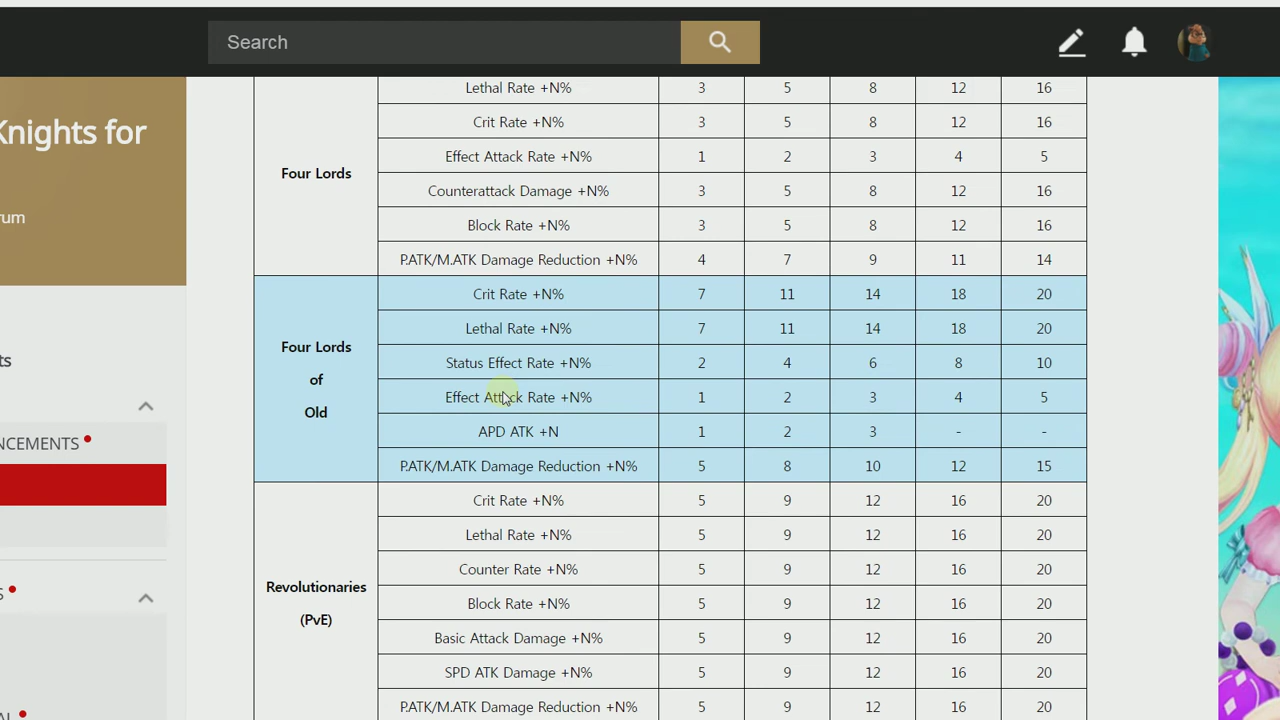 Search
Knights for
rum
ts
NCEMENTS
S
AL
Four Lords
Lethal Rate +N% 3 5 8 12 16
Crit Rate +N% 3 5 8 12 16
Effect Attack Rate +N% 1 2 3 4 5
Counterattack Damage +N% 3 5 8 12 16
Block Rate +N% 3 5 8 12 16
P.ATK/M.ATK Damage Reduction +N% 4 7 9 11 14
Four Lords
of
Old
Crit Rate +N% 7 11 14 18 20
Lethal Rate +N% 7 11 14 18 20
Status Effect Rate +N% 2 4 6 8 10
Effect Attack Rate +N% 1 2 3 4 5
APD ATK +N 1 2 3 - -
P.ATK/M.ATK Damage Reduction +N% 5 8 10 12 15
Revolutionaries
(PvE)
Crit Rate +N% 5 9 12 16 20
Lethal Rate +N% 5 9 12 16 20
Counter Rate +N% 5 9 12 16 20
Block Rate +N% 5 9 12 16 20
Basic Attack Damage +N% 5 9 12 16 20
SPD ATK Damage +N% 5 9 12 16 20
P.ATK/M.ATK Damage Reduction +N% 5 9 12 16 20